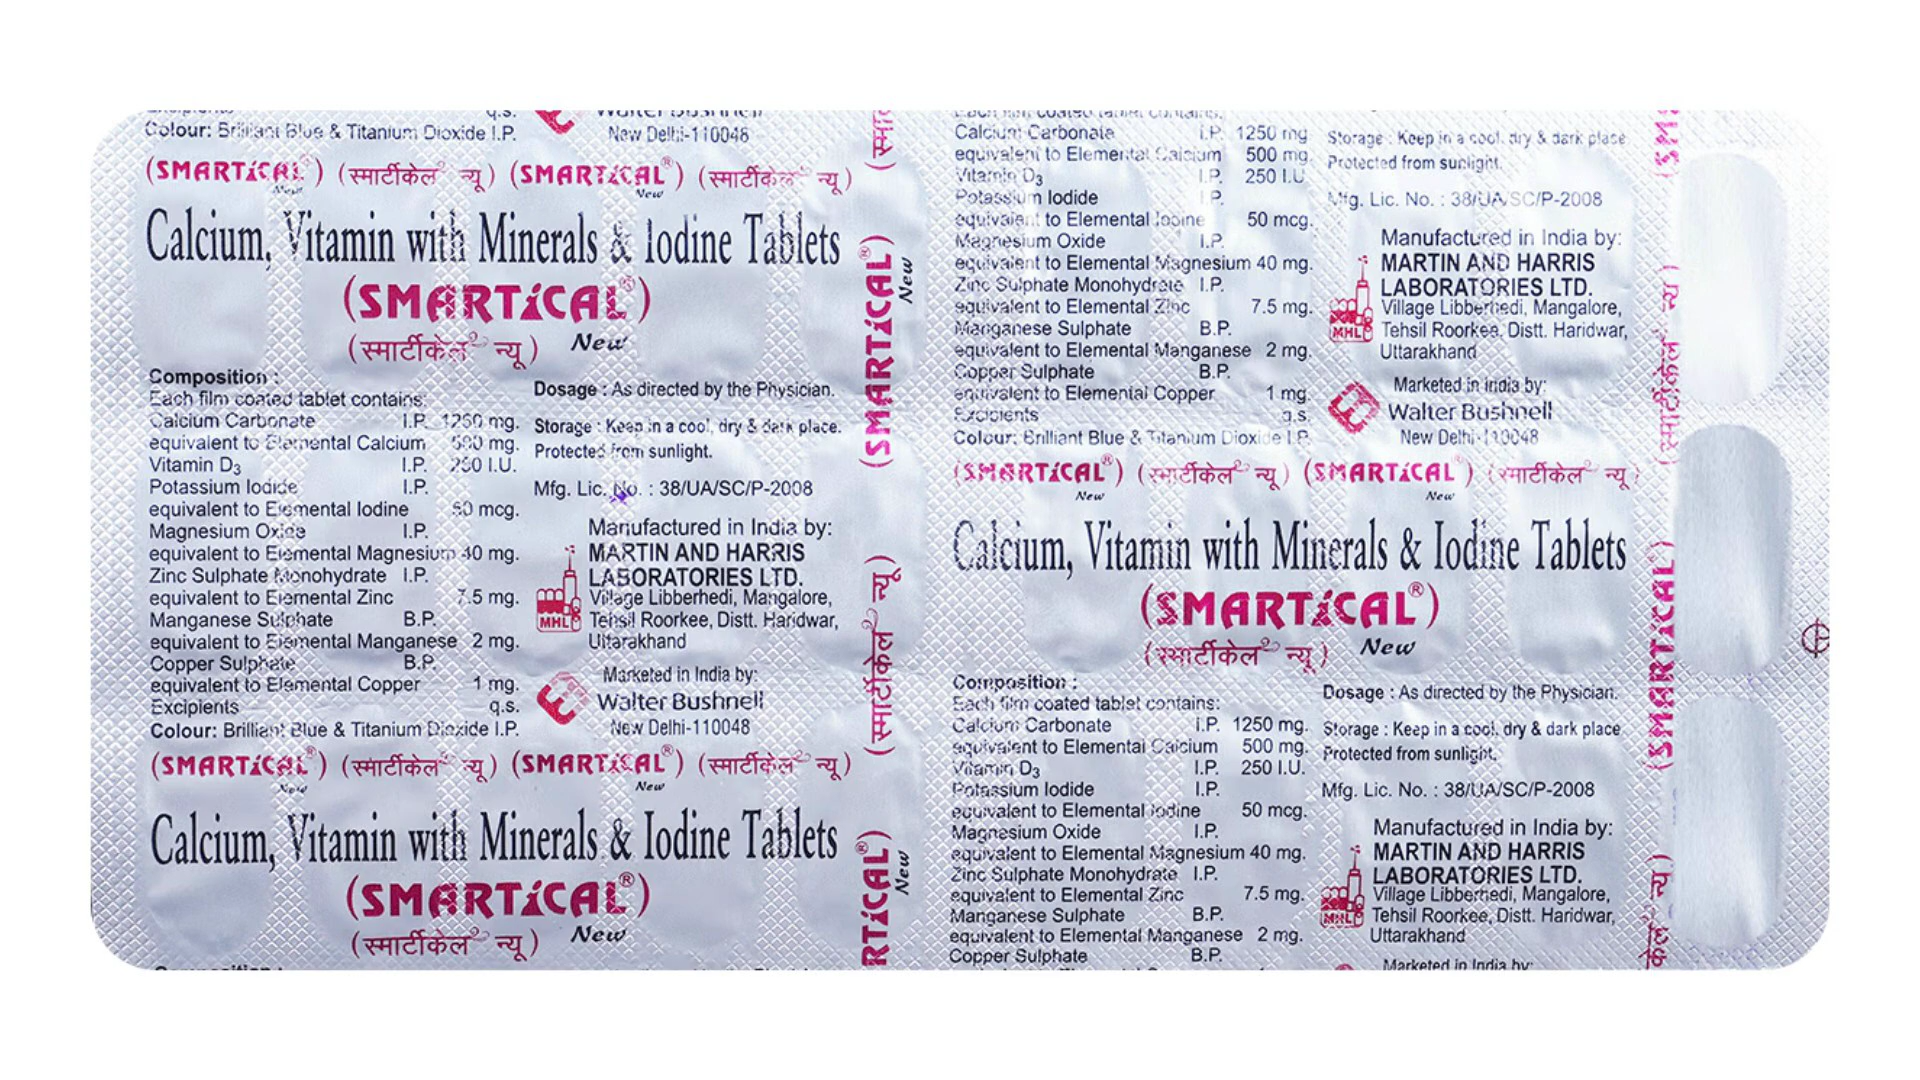 Colour: Brilliant Blue & Titanium Dioxide I.P.
Walter Bushnell
New Delhi-110048
(SMARTiCAL®) (स्मार्टीकेल® न्यू) (SMARTiCAL®) (स्मार्टीकेल® न्यू)
New New
Calcium, Vitamin with Minerals & Iodine Tablets
(SMARTiCAL®)
(स्मार्टीकेल® न्यू) New
Composition :
Each film coated tablet contains:
Calcium Carbonate I.P. 1250 mg.
equivalent to Elemental Calcium 500 mg.
Vitamin D3 I.P. 250 I.U.
Potassium Iodide I.P.
equivalent to Elemental Iodine 50 mcg.
Magnesium Oxide I.P.
equivalent to Elemental Magnesium 40 mg.
Zinc Sulphate Monohydrate I.P.
equivalent to Elemental Zinc 7.5 mg.
Manganese Sulphate B.P.
equivalent to Elemental Manganese 2 mg.
Copper Sulphate B.P.
equivalent to Elemental Copper 1 mg.
Excipients q.s.
Colour: Brilliant Blue & Titanium Dioxide I.P.
Dosage : As directed by the Physician.
Storage : Keep in a cool, dry & dark place.
Protected from sunlight.
Mfg. Lic. No. : 38/UA/SC/P-2008
Manufactured in India by:
MARTIN AND HARRIS
LABORATORIES LTD.
Village Libberhedi, Mangalore,
Tehsil Roorkee, Distt. Haridwar,
Uttarakhand
MHL
Marketed in India by:
Walter Bushnell
New Delhi-110048
(SMARTiCAL®) (स्मार्टीकेल® न्यू) (SMARTiCAL®) (स्मार्टीकेल® न्यू)
New New
Calcium, Vitamin with Minerals & Iodine Tablets
(SMARTiCAL®)
(स्मार्टीकेल® न्यू) New
(SMARTiCAL®)
New
(स्मार्टीकेल® न्यू)
RTiCAL®)
New
Each film coated tablet contains:
Calcium Carbonate I.P. 1250 mg
equivalent to Elemental Calcium 500 mg.
Vitamin D3 I.P. 250 I.U.
Potassium Iodide I.P.
equivalent to Elemental Iodine 50 mcg.
Magnesium Oxide I.P.
equivalent to Elemental Magnesium 40 mg.
Zinc Sulphate Monohydrate I.P.
equivalent to Elemental Zinc 7.5 mg.
Manganese Sulphate B.P.
equivalent to Elemental Manganese 2 mg.
Copper Sulphate B.P.
equivalent to Elemental Copper 1 mg.
Excipients q.s.
Colour: Brilliant Blue & Titanium Dioxide I.P.
Storage : Keep in a cool, dry & dark place
Protected from sunlight.
Mfg. Lic. No. : 38/UA/SC/P-2008
Manufactured in India by:
MARTIN AND HARRIS
LABORATORIES LTD.
Village Libberhedi, Mangalore,
Tehsil Roorkee, Distt. Haridwar,
Uttarakhand
MHL
Marketed in India by:
Walter Bushnell
New Delhi-110048
(SMARTiCAL®) (स्मार्टीकेल® न्यू) (SMARTiCAL®) (स्मार्टीकेल® न्यू)
New New
Calcium, Vitamin with Minerals & Iodine Tablets
(SMARTiCAL®)
(स्मार्टीकेल® न्यू) New
Composition :
Each film coated tablet contains:
Calcium Carbonate I.P. 1250 mg.
equivalent to Elemental Calcium 500 mg.
Vitamin D3 I.P. 250 I.U.
Potassium Iodide I.P.
equivalent to Elemental Iodine 50 mcg.
Magnesium Oxide I.P.
equivalent to Elemental Magnesium 40 mg.
Zinc Sulphate Monohydrate I.P.
equivalent to Elemental Zinc 7.5 mg.
Manganese Sulphate B.P.
equivalent to Elemental Manganese 2 mg.
Copper Sulphate B.P.
Dosage : As directed by the Physician.
Storage : Keep in a cool, dry & dark place
Protected from sunlight.
Mfg. Lic. No. : 38/UA/SC/P-2008
Manufactured in India by:
MARTIN AND HARRIS
LABORATORIES LTD.
Village Libberhedi, Mangalore,
Tehsil Roorkee, Distt. Haridwar,
Uttarakhand
MHL
Marketed in India by:
(स्मार्टीकेल® न्यू)
(SMARTiCAL®)
केल® न्यू)